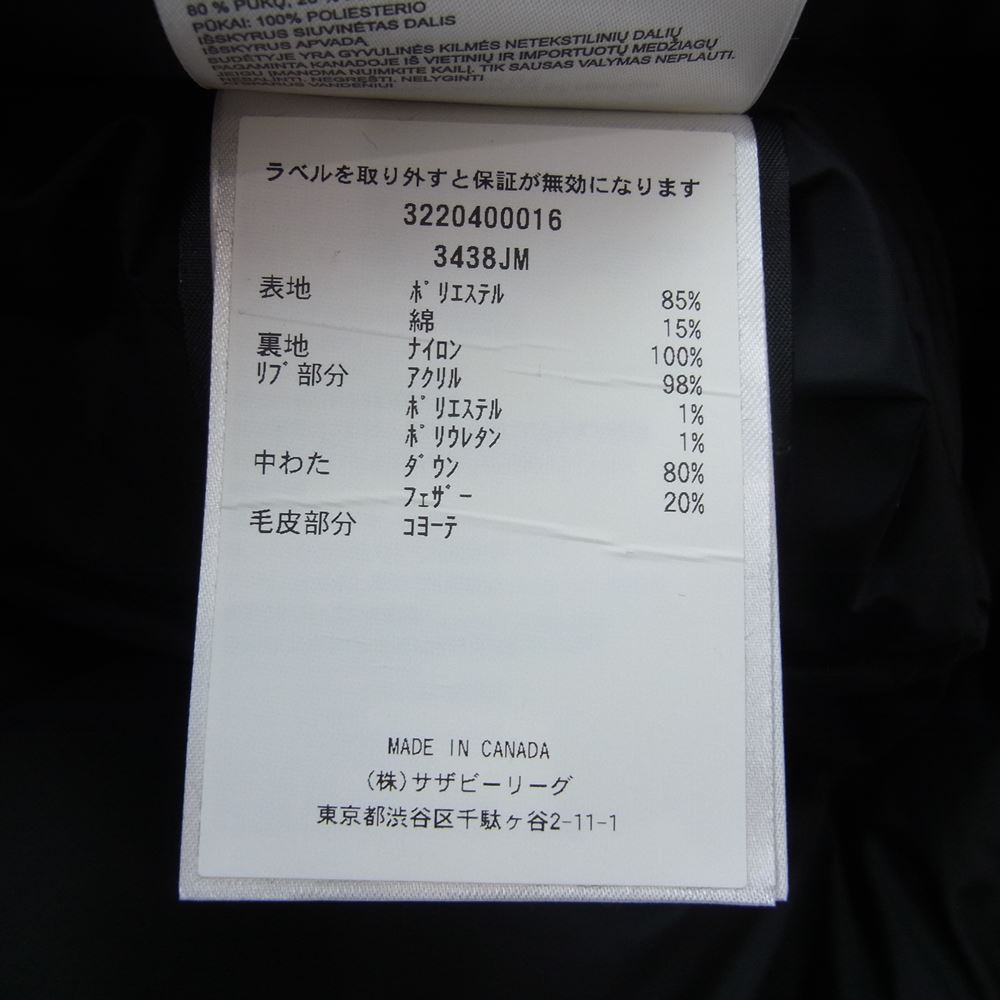 80 % PŪKŲ, 20 %
PŪKAI: 100% POLIESTERIO
IŠSKYRUS SIUVINĖTAS DALIS
IŠSKYRUS APVADĄ
SUDĖTYJE YRA GYVULINĖS KILMĖS NETEKSTILINIŲ DALIŲ
PAGAMINTA KANADOJE IŠ VIETINIŲ IR IMPORTUOTŲ MEDŽIAGŲ
JEIGU ĮMANOMA NUIMKITE KAILĮ. TIK SAUSAS VALYMAS NEPLAUTI.
NEBALINTI. NEGRĘŠTI. NELYGINTI
VANDENIUI
ラベルを取り外すと保証が無効になります
3220400016
3438JM
表地 ポリエステル 85%
綿 15%
裏地 ナイロン 100%
リブ部分 アクリル 98%
ポリエステル 1%
ポリウレタン 1%
中わた ダウン 80%
フェザー 20%
毛皮部分 コヨーテ
MADE IN CANADA
(株)サザビーリーグ
東京都渋谷区千駄ヶ谷2-11-1